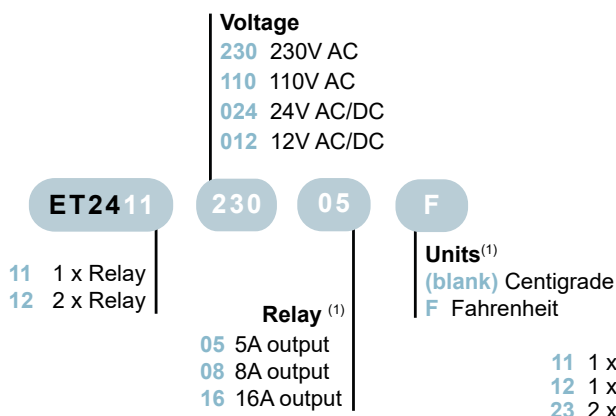 Voltage
230 230V AC
110 110V AC
024 24V AC/DC
012 12V AC/DC
ET2411 230 05 F
11 1 x Relay
12 2 x Relay
Relay (1)
05 5A output
08 8A output
16 16A output
Units(1)
(blank) Centigrade
F Fahrenheit
11 1 x
12 1 x
23 2 x